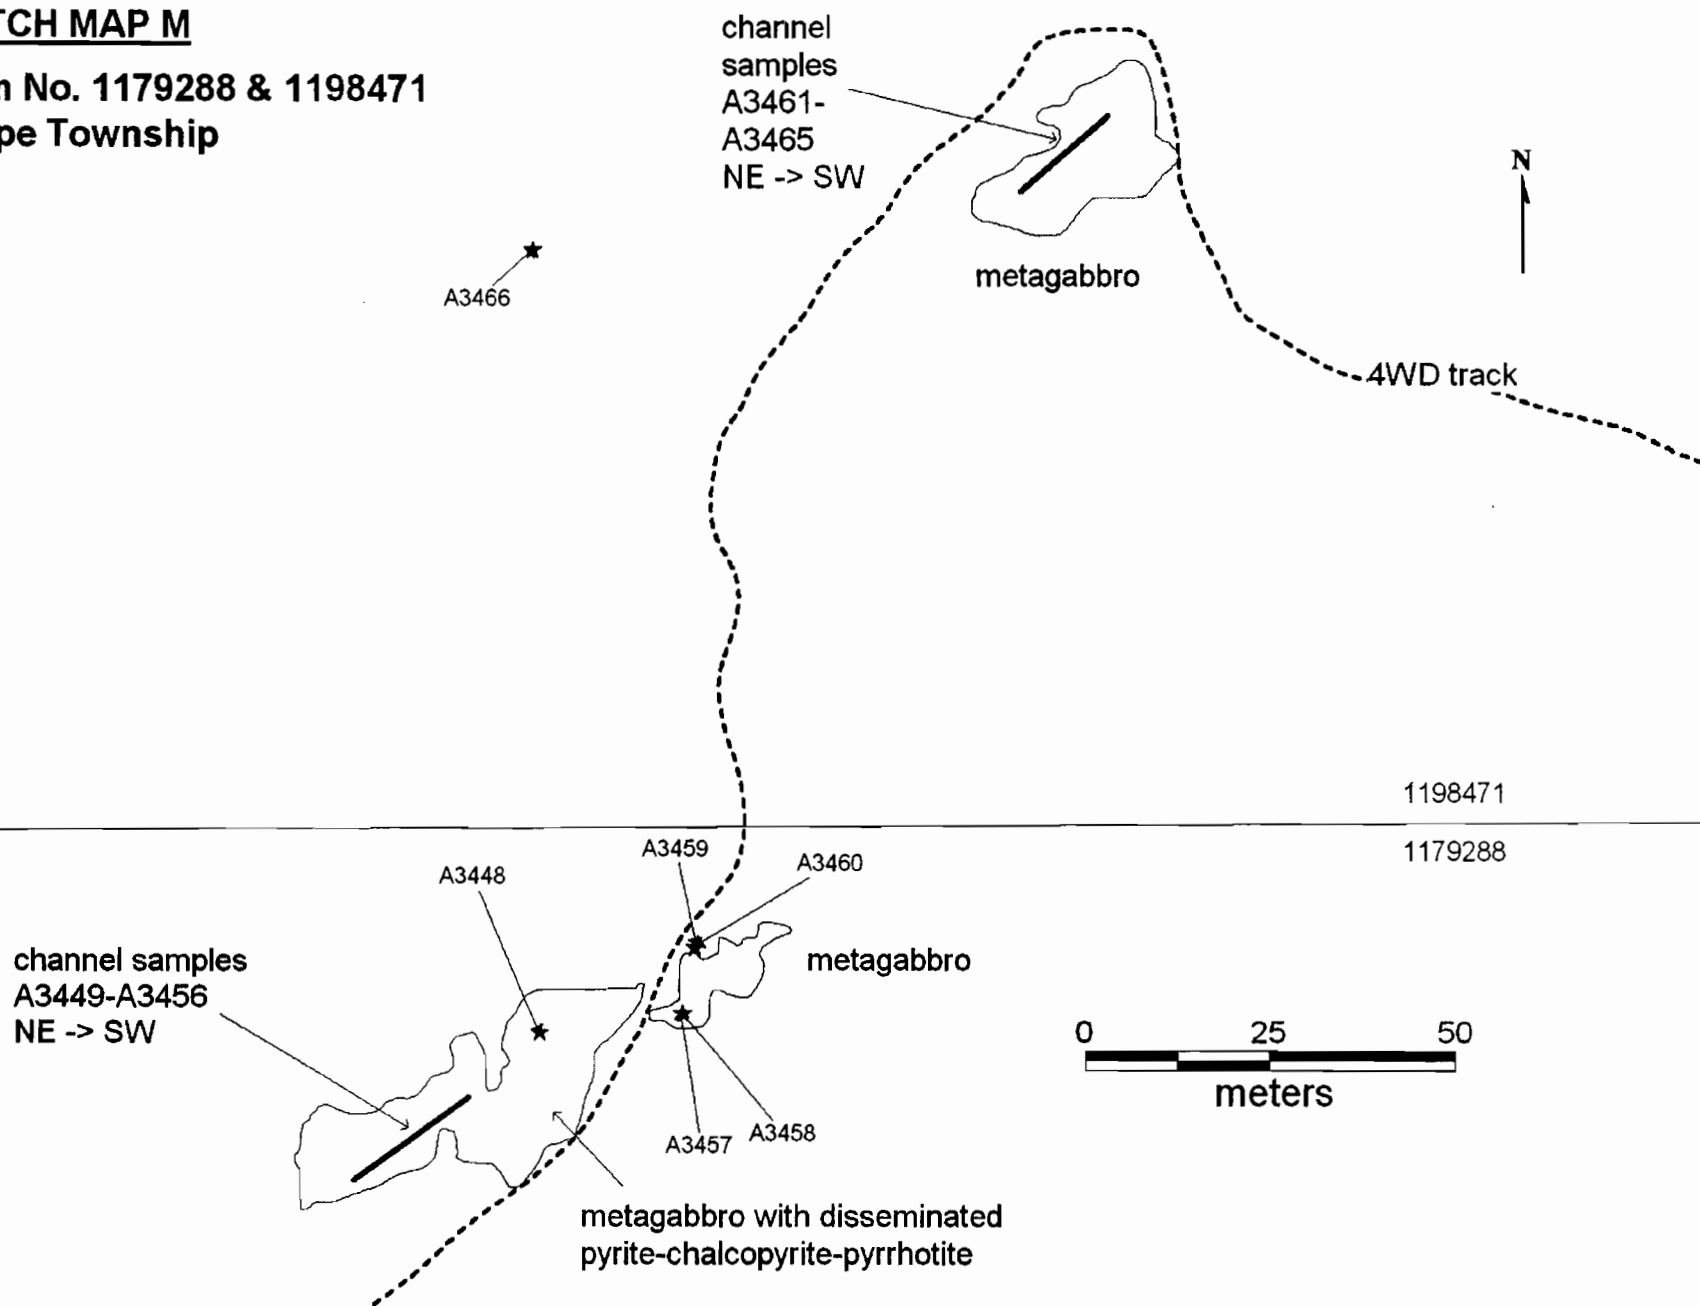 TCH MAP M
No. 1179288 & 1198471
pe Township
channel
samples
A3461-
A3465
NE -> SW
N
A3466
metagabbro
4WD track
1198471
1179288
A3459
A3460
A3448
channel samples
A3449-A3456
NE -> SW
metagabbro
0 25 50
meters
A3457
A3458
metagabbro with disseminated
pyrite-chalcopyrite-pyrrhotite